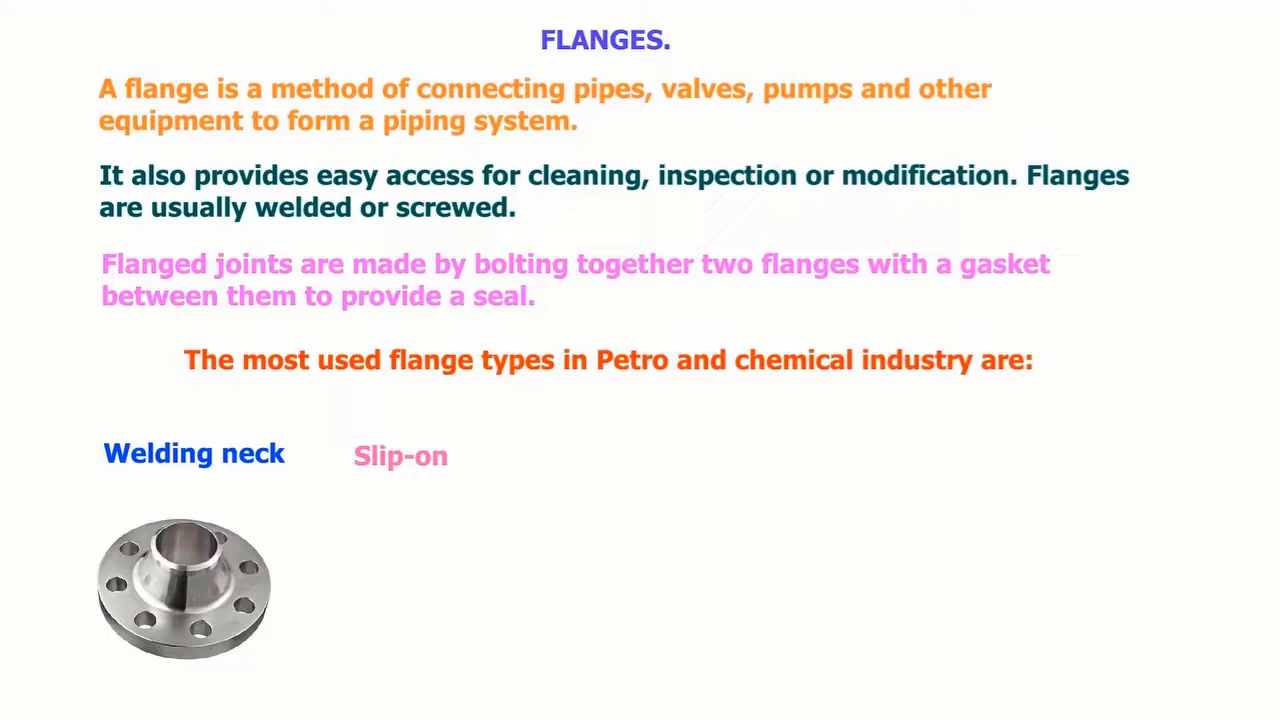 FLANGES.
A flange is a method of connecting pipes, valves, pumps and other
equipment to form a piping system.
It also provides easy access for cleaning, inspection or modification. Flanges
are usually welded or screwed.
Flanged joints are made by bolting together two flanges with a gasket
between them to provide a seal.
The most used flange types in Petro and chemical industry are:
Welding neck
Slip-on